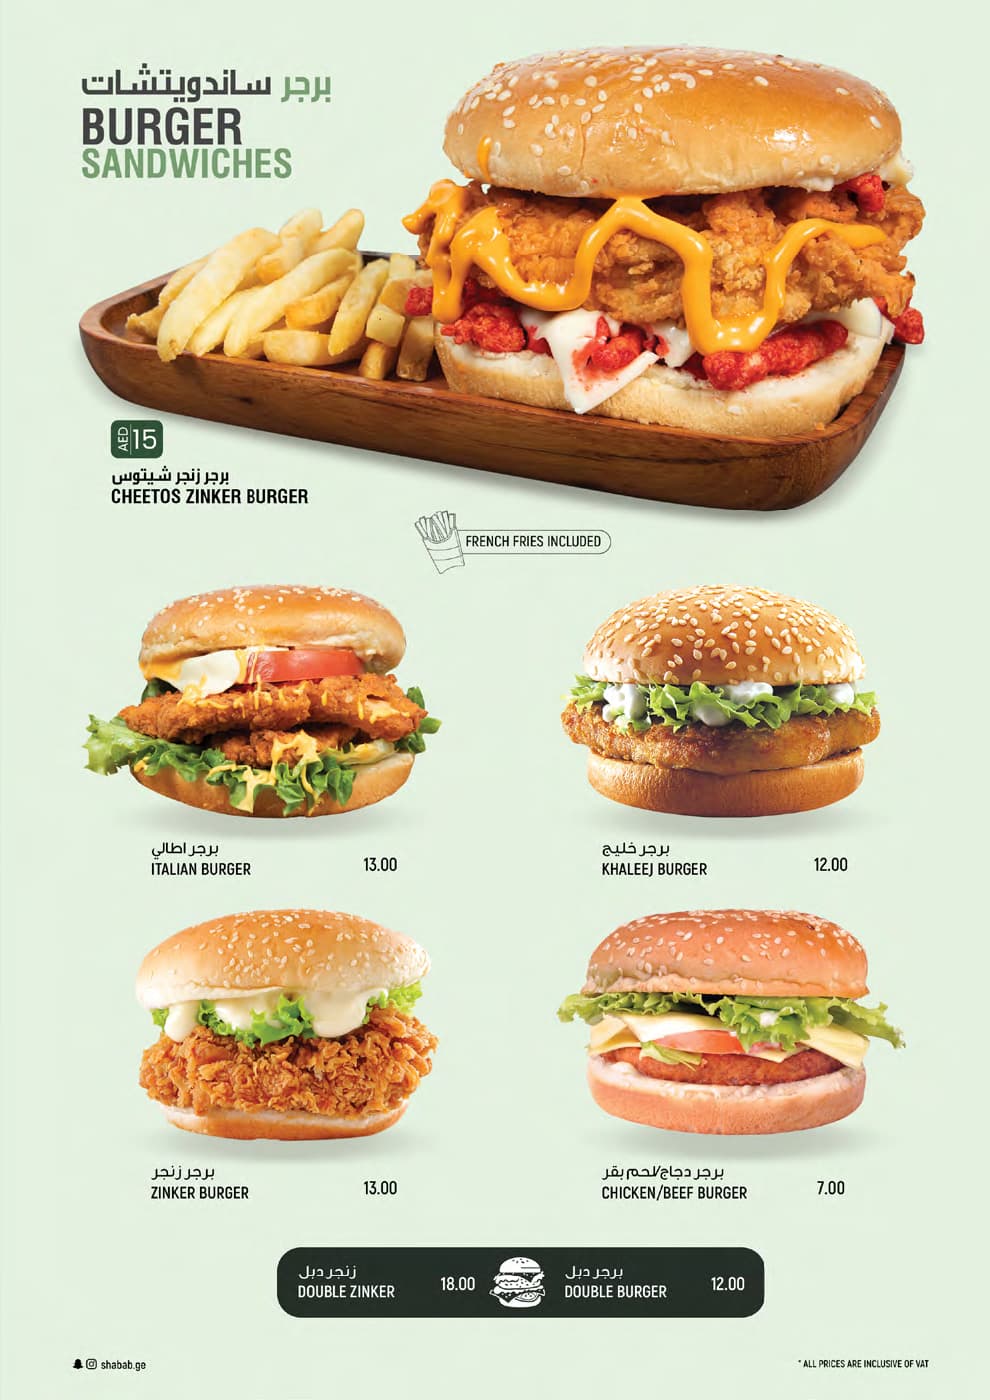 برجر ساندويتشات
BURGER
SANDWICHES
AED 15
برجر زنجر شيتوس
CHEETOS ZINKER BURGER
FRENCH FRIES INCLUDED
برجر اطالي
ITALIAN BURGER 13.00
برجر خليج
KHALEEJ BURGER 12.00
برجر زنجر
ZINKER BURGER 13.00
برجر دجاج/لحم بقر
CHICKEN/BEEF BURGER 7.00
زنجر دبل
DOUBLE ZINKER 18.00
برجر دبل
DOUBLE BURGER 12.00
shabab.ge
* ALL PRICES ARE INCLUSIVE OF VAT